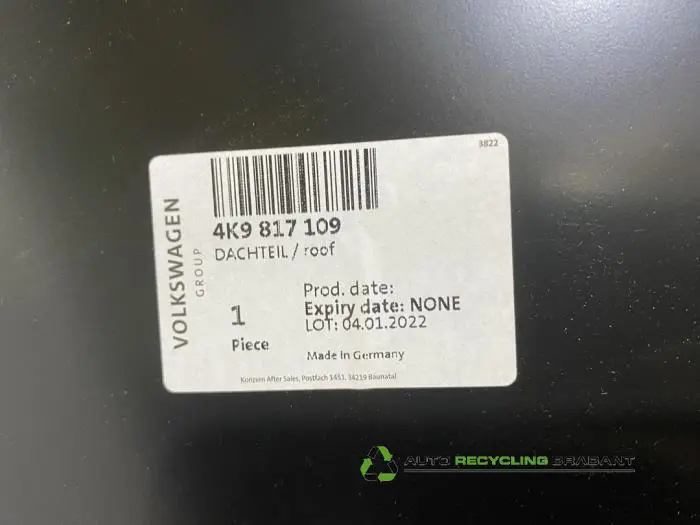 3822
VOLKSWAGEN
GROUP
4K9 817 109
DACHTEIL / roof
1
Piece
Prod. date:
Expiry date: NONE
LOT: 04.01.2022
Made in Germany
Konzern After Sales, Postfach 1451, 34219 Baunatal
AUTO RECYCLING BRABANT